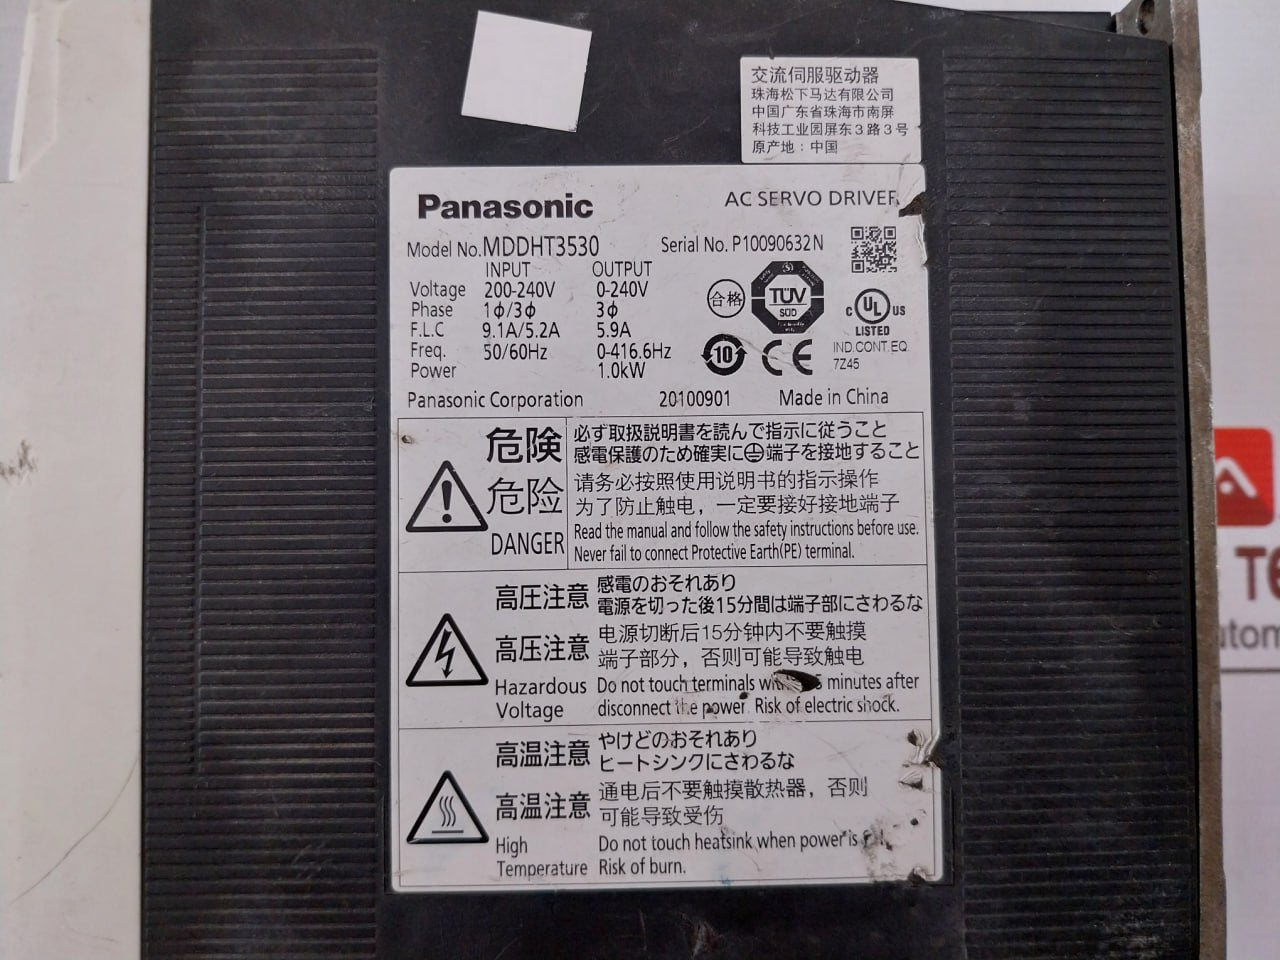 交流伺服驱动器
珠海松下马达有限公司
中国广东省珠海市南屏
科技工业园屏东3路3号
原产地：中国
Panasonic
AC SERVO DRIVER
Model No.MDDHT3530
Serial No. P10090632N
INPUT OUTPUT
Voltage 200-240V 0-240V
Phase 1ϕ/3ϕ 3ϕ
F.L.C 9.1A/5.2A 5.9A
Freq. 50/60Hz 0-416.6Hz
Power 1.0kW
合格
TÜV
SÜD
10
CE
C UL US
LISTED
IND.CONT.EQ.
7Z45
Panasonic Corporation 20100901 Made in China
危険
必ず取扱説明書を読んで指示に従うこと
感電保護のため確実に⏚端子を接地すること
危险
请务必按照使用说明书的指示操作
为了防止触电，一定要接好接地端子
DANGER
Read the manual and follow the safety instructions before use.
Never fail to connect Protective Earth(PE) terminal.
高圧注意
感電のおそれあり
電源を切った後15分間は端子部にさわるな
高压注意
电源切断后15分钟内不要触摸
端子部分，否则可能导致触电
Hazardous
Voltage
Do not touch terminals minutes after
disconnect the power. Risk of electric shock.
高温注意
やけどのおそれあり
ヒートシンクにさわるな
高温注意
通电后不要触摸散热器，否则
可能导致受伤
High
Temperature
Do not touch heatsink when power is
Risk of burn.
TE
utom